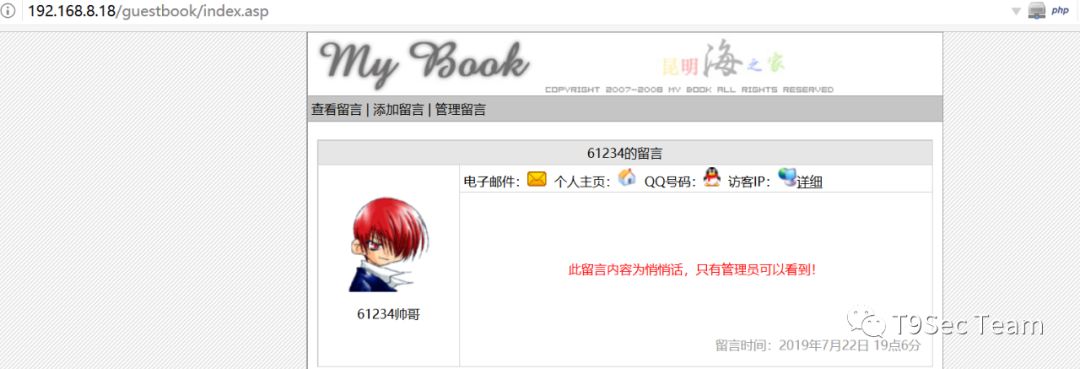 192.168.8.18/guestbook/index.asp
php
My Book
昆明海之家
COPYRIGHT 2007-2008 MY BOOK ALL RIGHTS RESERVED
查看留言 | 添加留言 | 管理留言
61234的留言
电子邮件： 个人主页： QQ号码： 访客IP： 详细
此留言内容为悄悄话，只有管理员可以看到！
61234帅哥
T9Sec Team
留言时间：2019年7月22日 19点6分